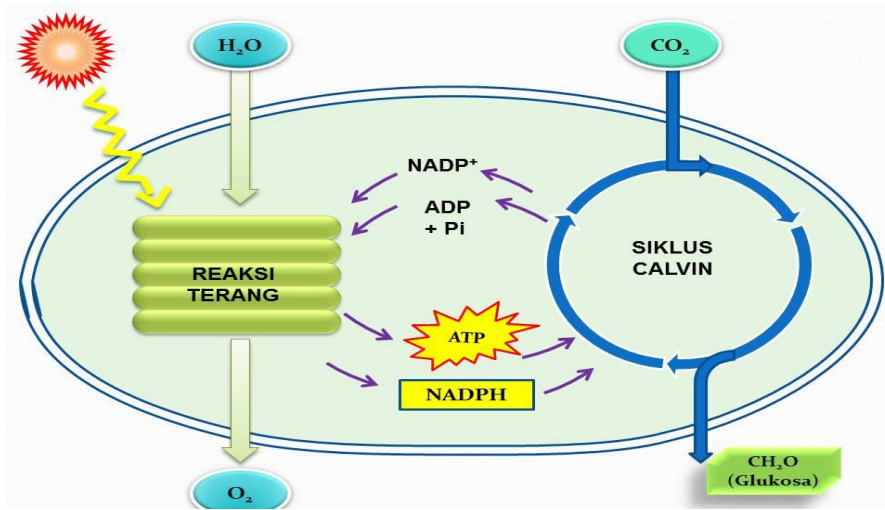 H₂O
CO₂
NADP⁺
ADP
+ Pi
REAKSI
TERANG
SIKLUS
CALVIN
ATP
NADPH
O₂
CH₂O
(Glukosa)